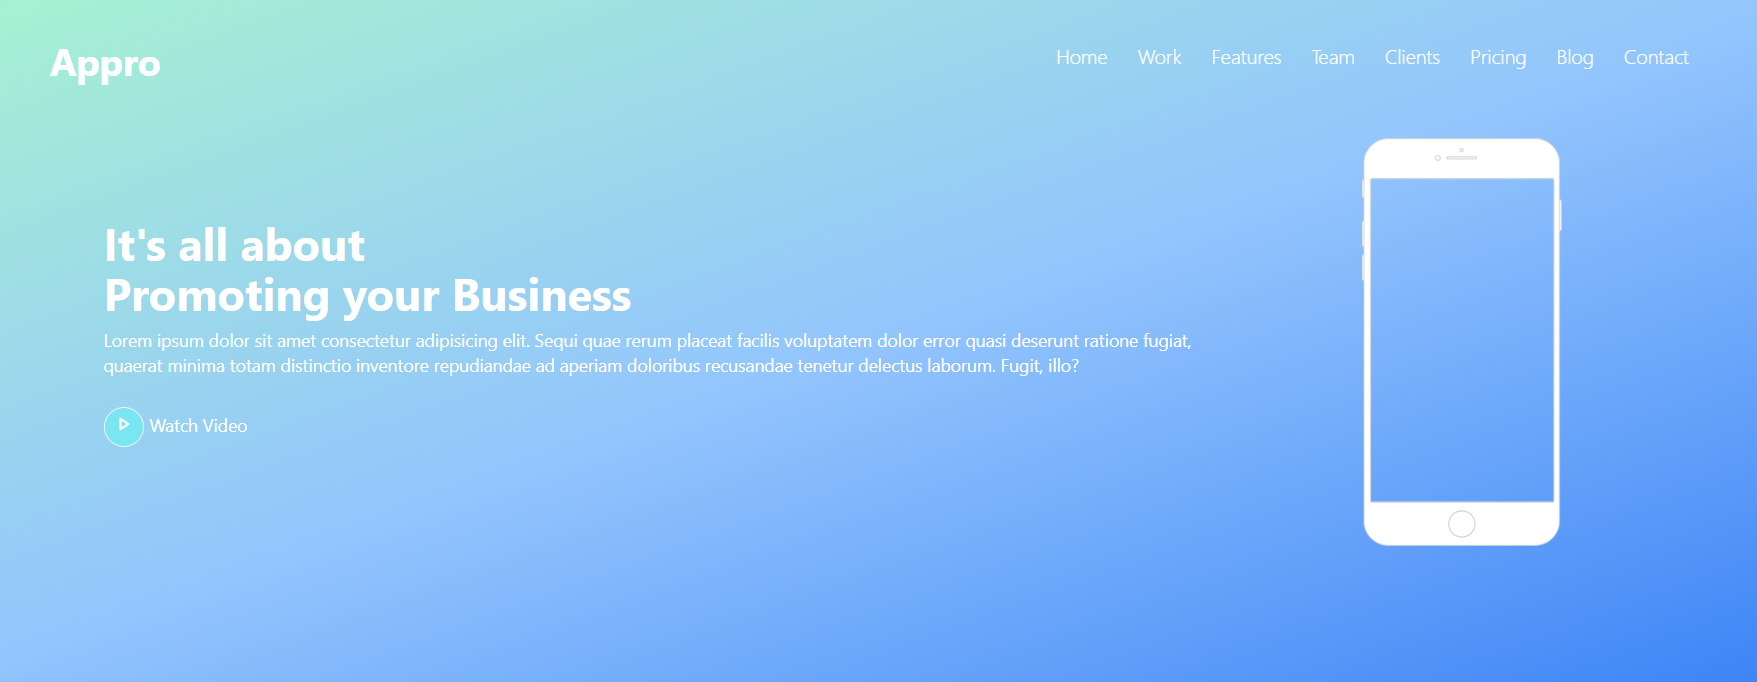 Appro
Home Work Features Team Clients Pricing Blog Contact
It's all about
Promoting your Business
Lorem ipsum dolor sit amet consectetur adipisicing elit. Sequi quae rerum placeat facilis voluptatem dolor error quasi deserunt ratione fugiat,
quaerat minima totam distinctio inventore repudiandae ad aperiam doloribus recusandae tenetur delectus laborum. Fugit, illo?
Watch Video